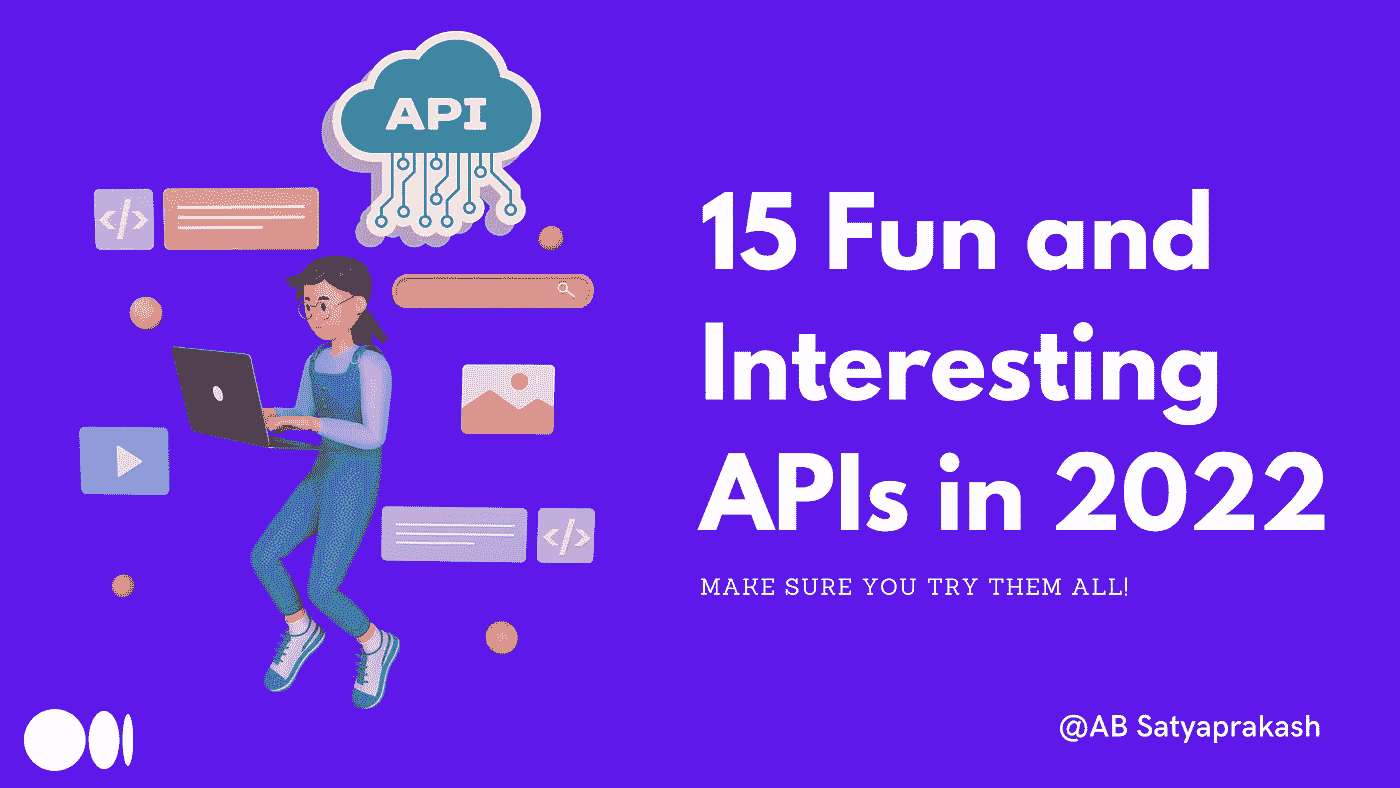 API
</>
15 Fun and
Interesting
APIs in 2022
MAKE SURE YOU TRY THEM ALL!
</>
@AB Satyaprakash